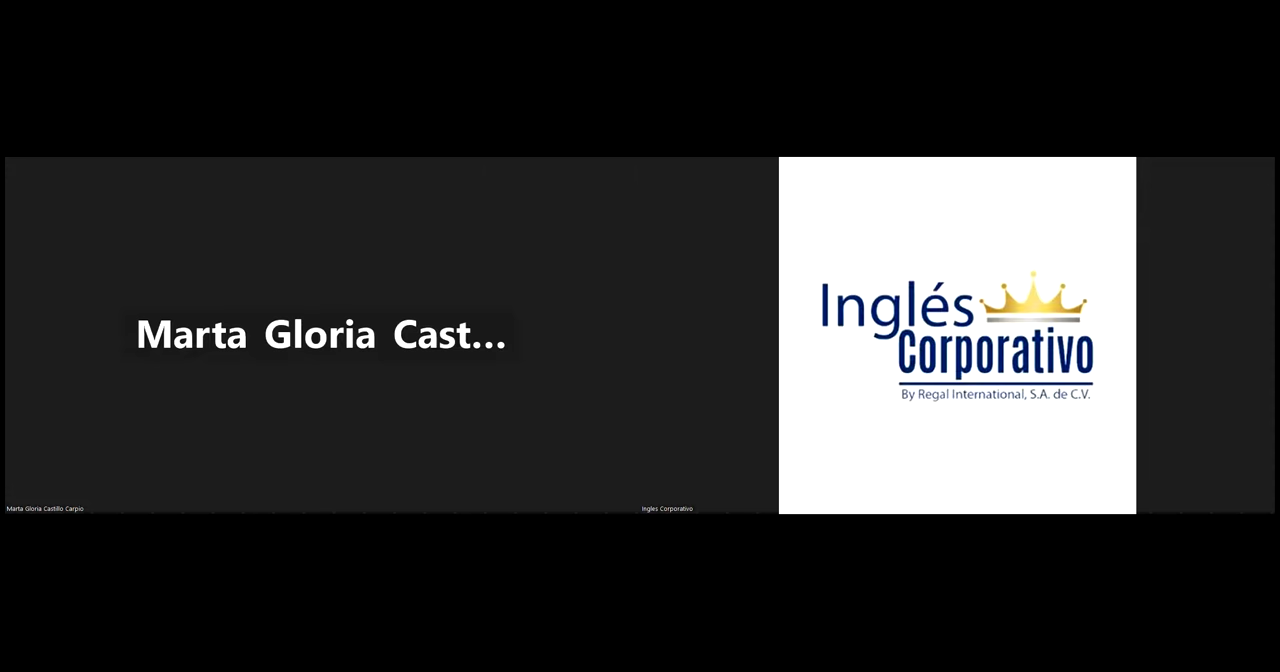 Marta Gloria Cast...
Inglés
Corporativo
By Regal International, S.A. de C.V.
Marta Gloria Castillo Carpio
Ingles Corporativo